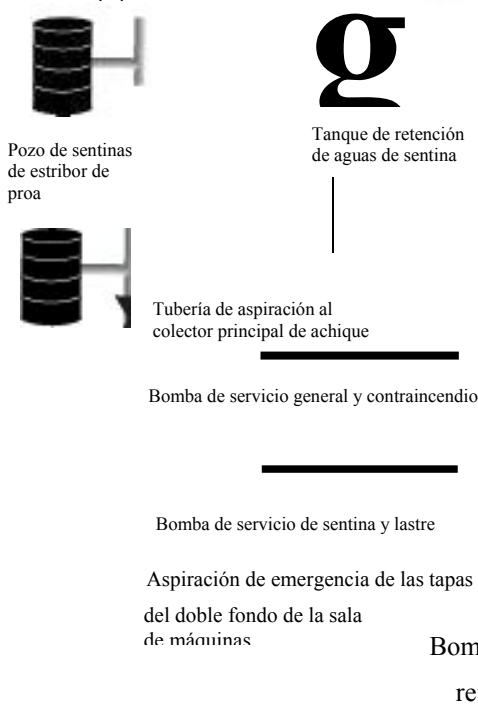 g
Pozo de sentinas
de estribor de
proa
Tanque de retención
de aguas de sentina
Tubería de aspiración al
colector principal de achique
Bomba de servicio general y contraincendio
Bomba de servicio de sentina y lastre
Aspiración de emergencia de las tapas
del doble fondo de la sala
de máquinas